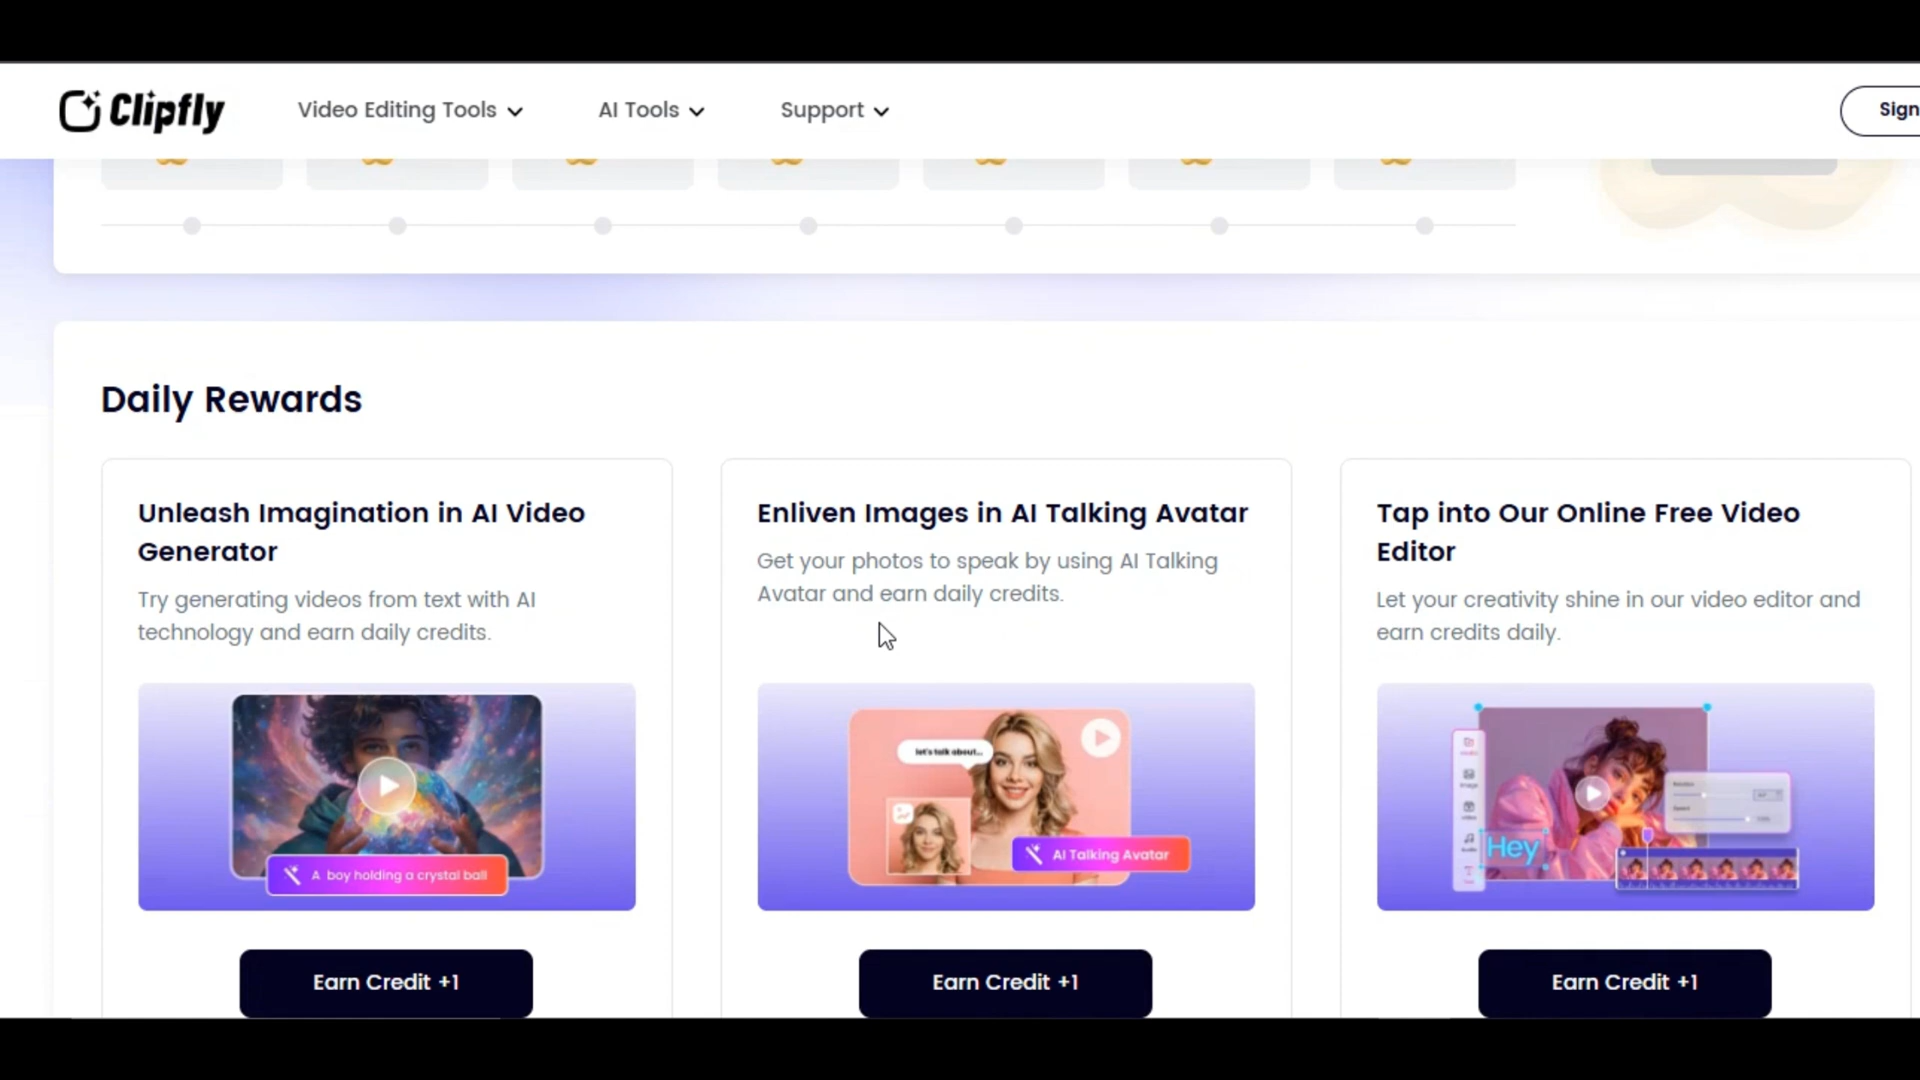 Clipfly
Video Editing Tools
AI Tools
Support
Sign
Daily Rewards
Unleash Imagination in AI Video
Generator
Try generating videos from text with AI
technology and earn daily credits.
A boy holding a crystal ball
Earn Credit +1
Enliven Images in AI Talking Avatar
Get your photos to speak by using AI Talking
Avatar and earn daily credits.
let's talk about...
AI Talking Avatar
Earn Credit +1
Tap into Our Online Free Video
Editor
Let your creativity shine in our video editor and
earn credits daily.
Hey
Earn Credit +1